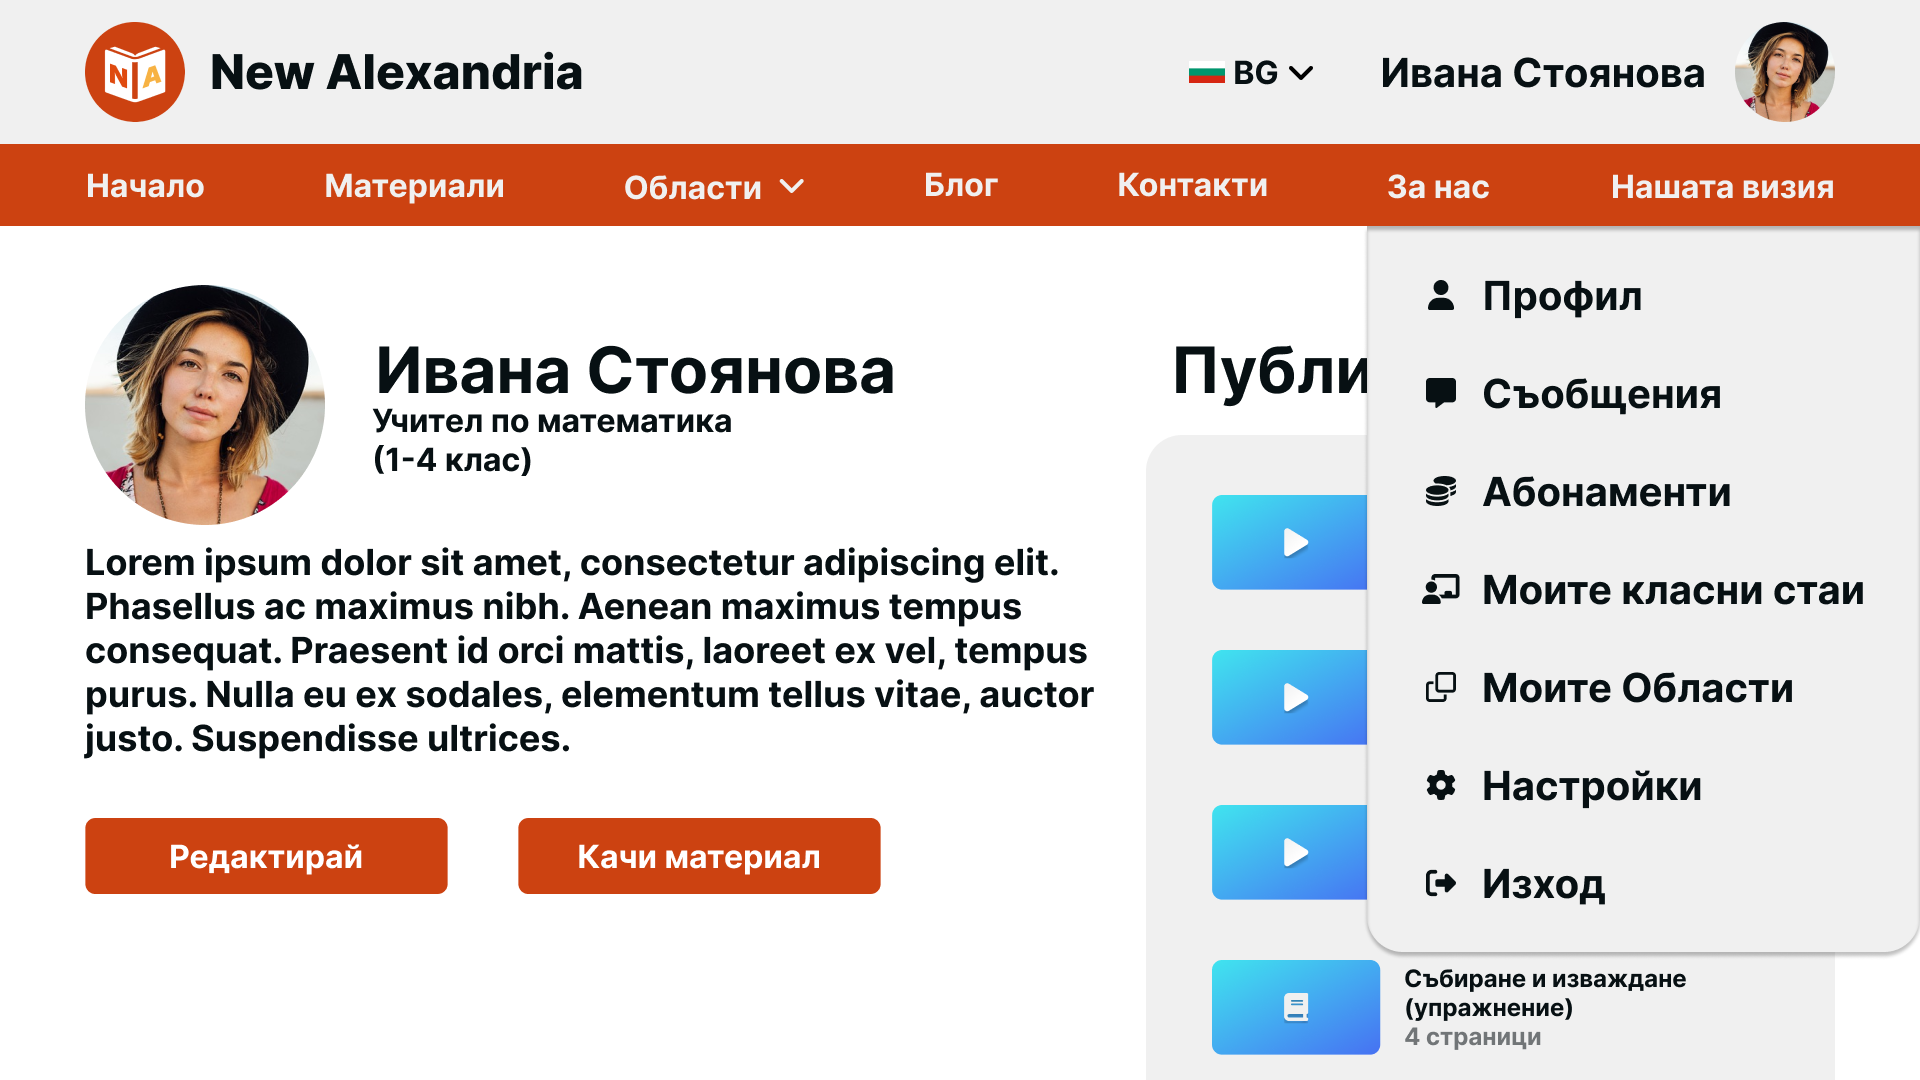 NA
New Alexandria
BG
Ивана Стоянова
Начало
Материали
Области
Блог
Контакти
За нас
Нашата визия
Ивана Стоянова
Учител по математика
(1-4 клас)
Lorem ipsum dolor sit amet, consectetur adipiscing elit.
Phasellus ac maximus nibh. Aenean maximus tempus
consequat. Praesent id orci mattis, laoreet ex vel, tempus
purus. Nulla eu ex sodales, elementum tellus vitae, auctor
justo. Suspendisse ultrices.
Редактирай
Качи материал
Публи
Профил
Съобщения
Абонаменти
Моите класни стаи
Моите Области
Настройки
Изход
Събиране и изваждане
(упражнение)
4 страници